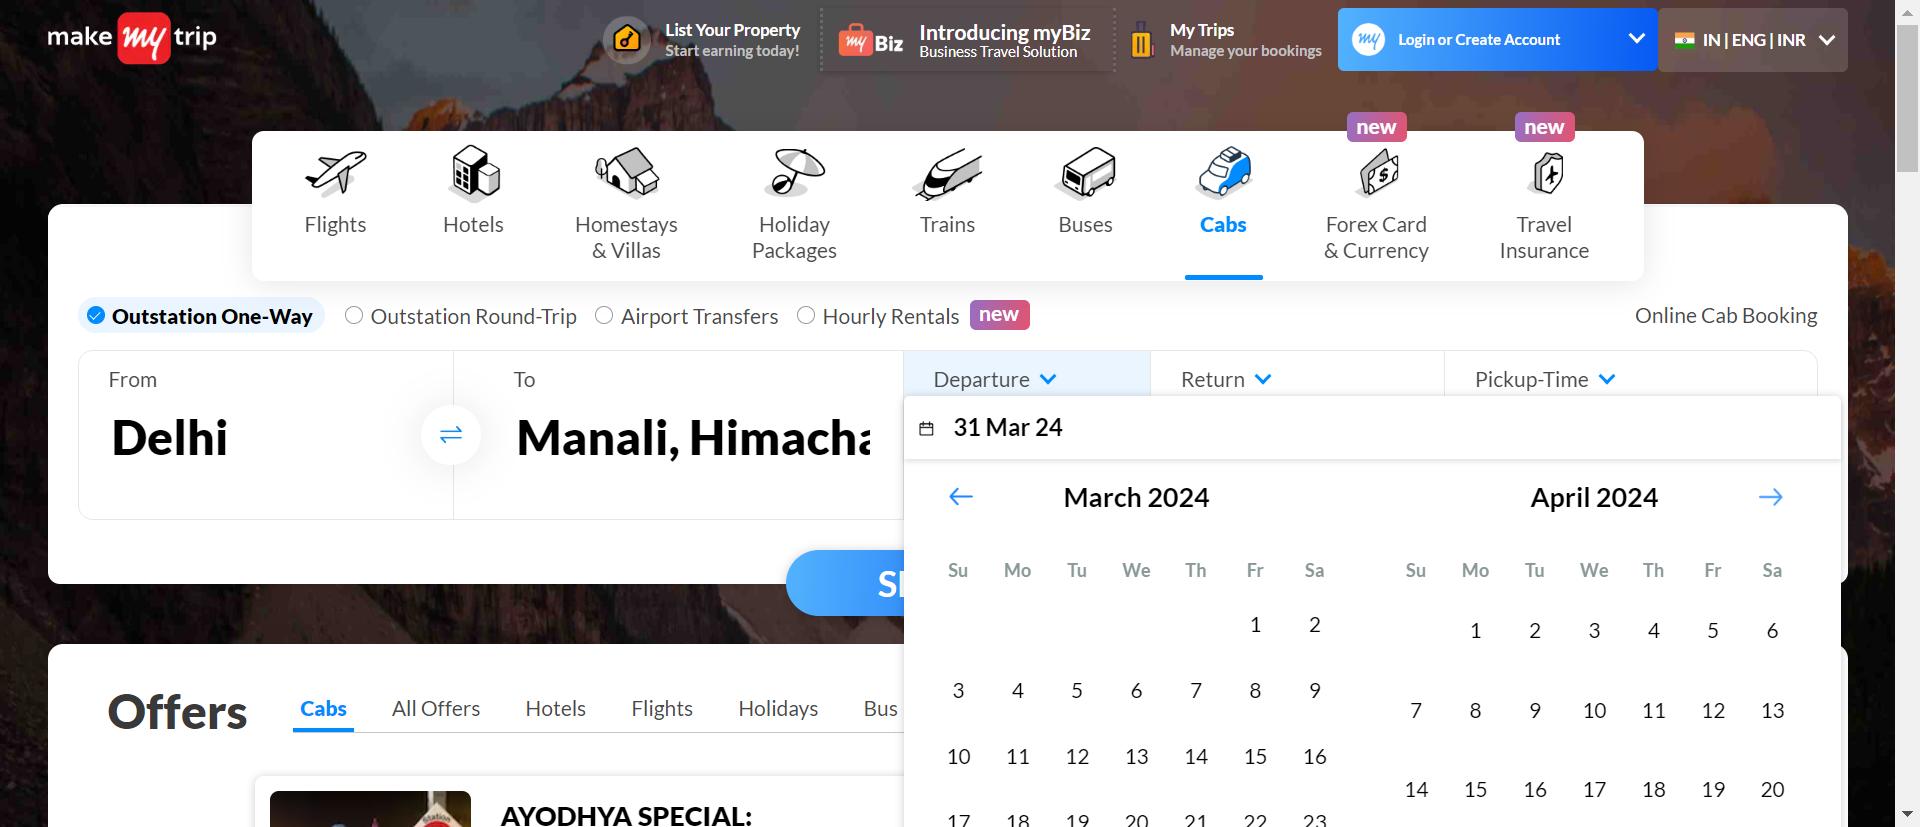 make my trip
List Your Property
Start earning today!
my Biz
Introducing myBiz
Business Travel Solution
My Trips
Manage your bookings
my
Login or Create Account
IN | ENG | INR
new
new
Flights
Hotels
Homestays
& Villas
Holiday
Packages
Trains
Buses
Cabs
Forex Card
& Currency
Travel
Insurance
Outstation One-Way
Outstation Round-Trip
Airport Transfers
Hourly Rentals
new
Online Cab Booking
From
To
Departure
Return
Pickup-Time
Delhi
Manali, Himacha
31 Mar 24
March 2024
April 2024
Su Mo Tu We Th Fr Sa
Su Mo Tu We Th Fr Sa
1 2
3 4 5 6 7 8 9
10 11 12 13 14 15 16
17 18 19 20 21 22 23
1 2 3 4 5 6
7 8 9 10 11 12 13
14 15 16 17 18 19 20
Offers
Cabs
All Offers
Hotels
Flights
Holidays
Bus
AYODHYA SPECIAL:
Station